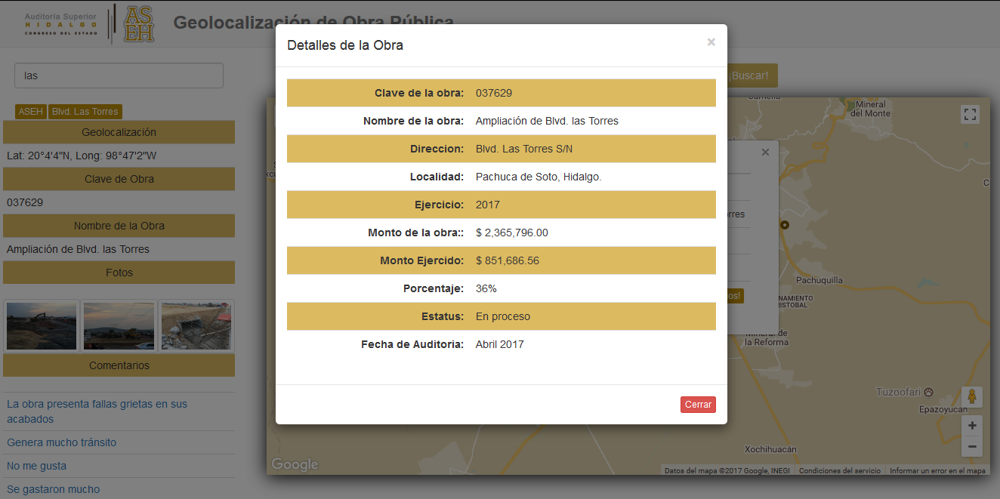 Auditoría Superior
HIDALGO
CONGRESO DEL ESTADO
ASEH
Geolocalización de Obra Pública
las
¡Buscar!
ASEH
Blvd. Las Torres
Geolocalización
Lat: 20°4'4"N, Long: 98°47'2"W
Clave de Obra
037629
Nombre de la Obra
Ampliación de Blvd. las Torres
Fotos
Comentarios
La obra presenta fallas grietas en sus
acabados
Genera mucho tránsito
No me gusta
Se gastaron mucho
Detalles de la Obra
×
Clave de la obra: 037629
Nombre de la obra: Ampliación de Blvd. las Torres
Direccion: Blvd. Las Torres S/N
Localidad: Pachuca de Soto, Hidalgo.
Ejercicio: 2017
Monto de la obra:: $ 2,365,796.00
Monto Ejercido: $ 851,686.56
Porcentaje: 36%
Estatus: En proceso
Fecha de Auditoria: Abril 2017
Cerrar
Mineral
del Monte
×
orres
Pachuquilla
NAMIENTO
RISTOBAL
os!
Mineral de
la Reforma
Tuzoofari
Epazoyucan
Xochihuacán
+
−
Google
Datos del mapa ©2017 Google, INEGI
Condiciones del servicio
Informar un error en el mapa